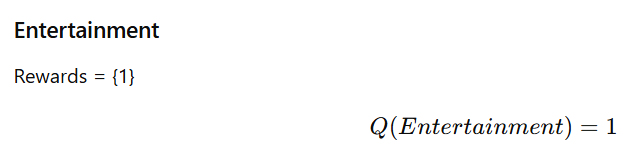 Entertainment
Rewards = {1}
Q(Entertainment) = 1